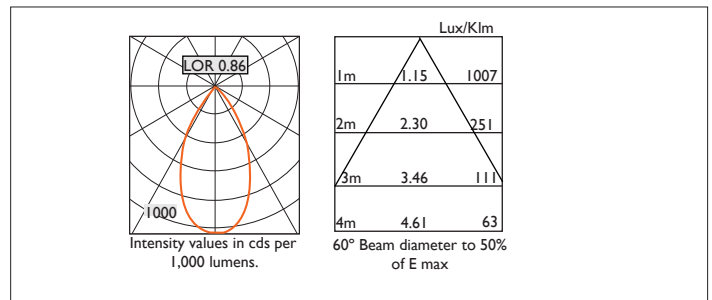 Lux/Klm
LOR 0.86
1m 1.15 1007
2m 2.30 251
3m 3.46 111
1000
4m 4.61 63
Intensity values in cds per
1,000 lumens.
60º Beam diameter to 50%
of E max